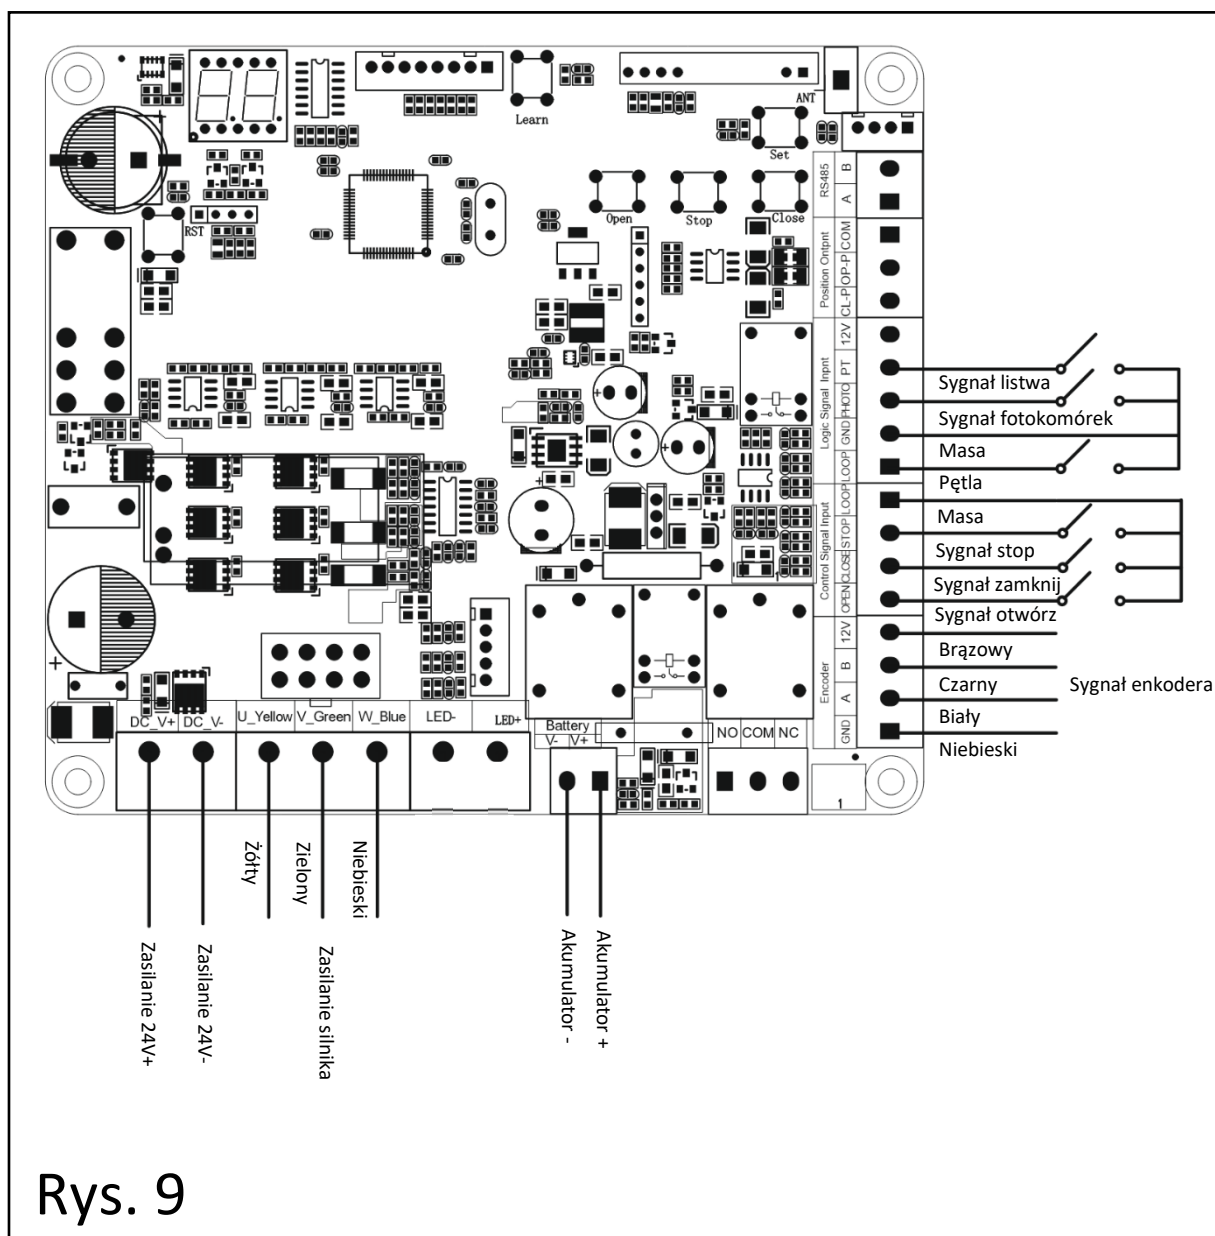 ANT
Learn
Set
Open
Stop
Close
RST
RS485
B
A
Position Ontpnt
COM
OP-P
CL-P
Logic Signal Inpnt
12V
PT
PHOTO
GND
LOOP
Control Signal Input
LOOP
STOP
CLOSE
OPEN
Encoder
12V
B
A
GND
Sygnał listwa
Sygnał fotokomórek
Masa
Pętla
Masa
Sygnał stop
Sygnał zamknij
Sygnał otwórz
Brązowy
Czarny
Sygnał enkodera
Biały
Niebieski
+
+
+
+
+
1
DC_V+ DC_V- U_Yellow V_Green W_Blue LED- LED+
Battery
V- V+
NO COM NC
1
Żółty
Zielony
Niebieski
Zasilanie 24V+
Zasilanie 24V-
Zasilanie silnika
Akumulator -
Akumulator +
Rys. 9